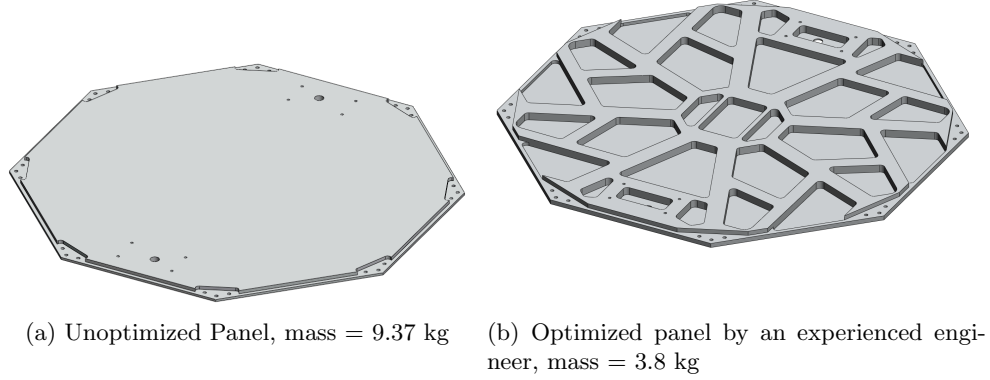 (a) Unoptimized Panel, mass = 9.37 kg
(b) Optimized panel by an experienced engi-
neer, mass = 3.8 kg